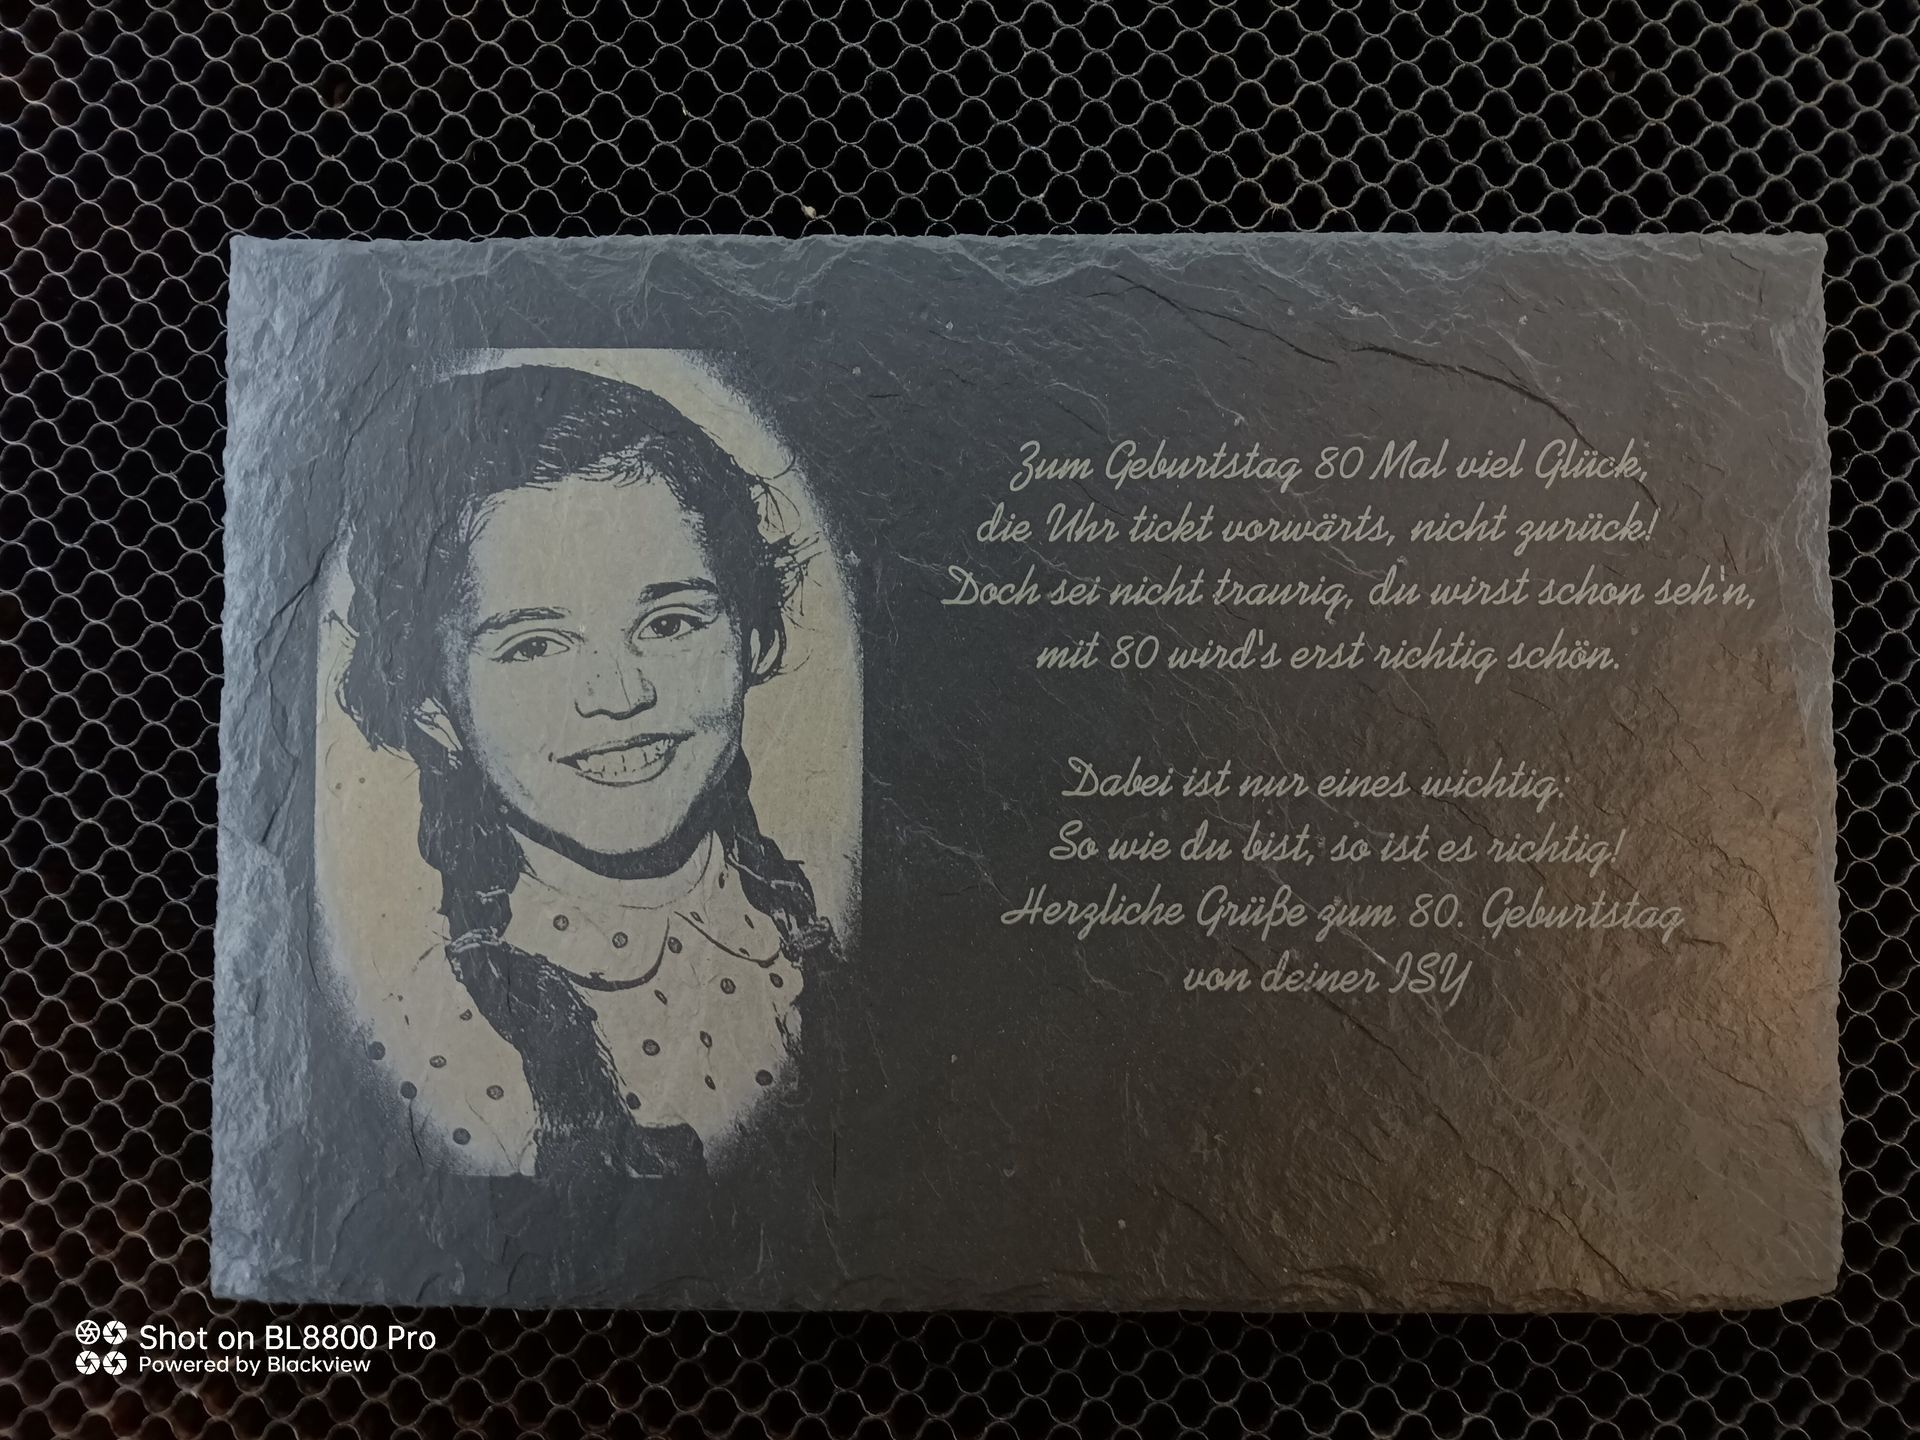 Zum Geburtstag 80 Mal viel Glück,
die Uhr tickt vorwärts, nicht zurück!
Doch sei nicht traurig, du wirst schon seh'n,
mit 80 wird's erst richtig schön.
Dabei ist nur eines wichtig:
So wie du bist, so ist es richtig!
Herzliche Grüße zum 80. Geburtstag
von deiner ISY
Shot on BL8800 Pro
Powered by Blackview